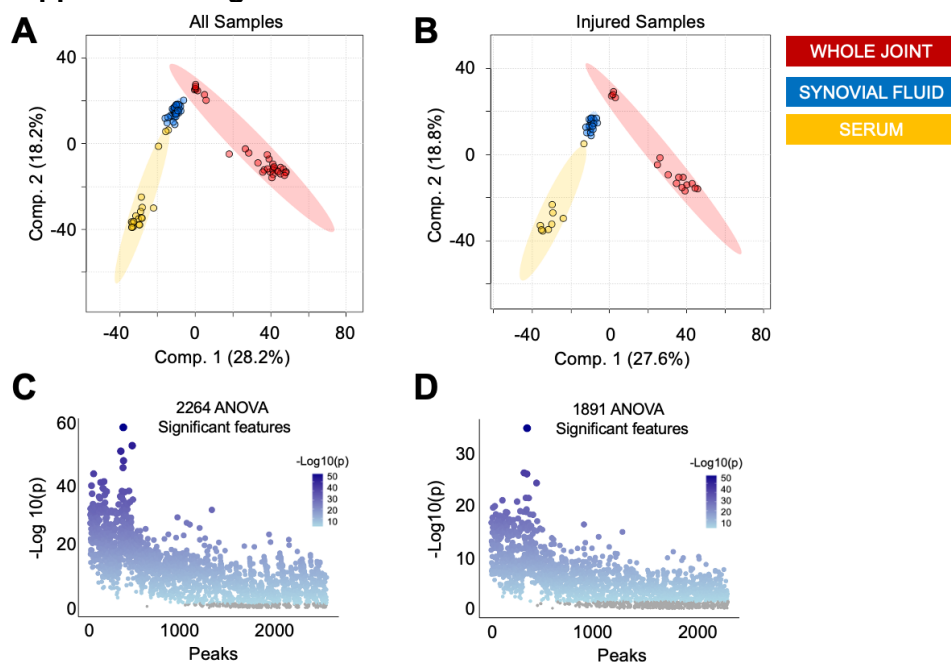 A
All Samples
40
0
-40
Comp. 2 (18.2%)
-40
0
40
80
Comp. 1 (28.2%)
B
Injured Samples
40
0
-40
Comp. 2 (18.8%)
-40
0
40
80
Comp. 1 (27.6%)
WHOLE JOINT
SYNOVIAL FLUID
SERUM
C
2264 ANOVA
Significant features
60
40
20
0
-Log 10(p)
-Log10(p)
50
40
30
20
10
0
1000
2000
Peaks
D
1891 ANOVA
Significant features
30
20
10
0
-Log10(p)
-Log10(p)
50
40
30
20
10
0
1000
2000
Peaks